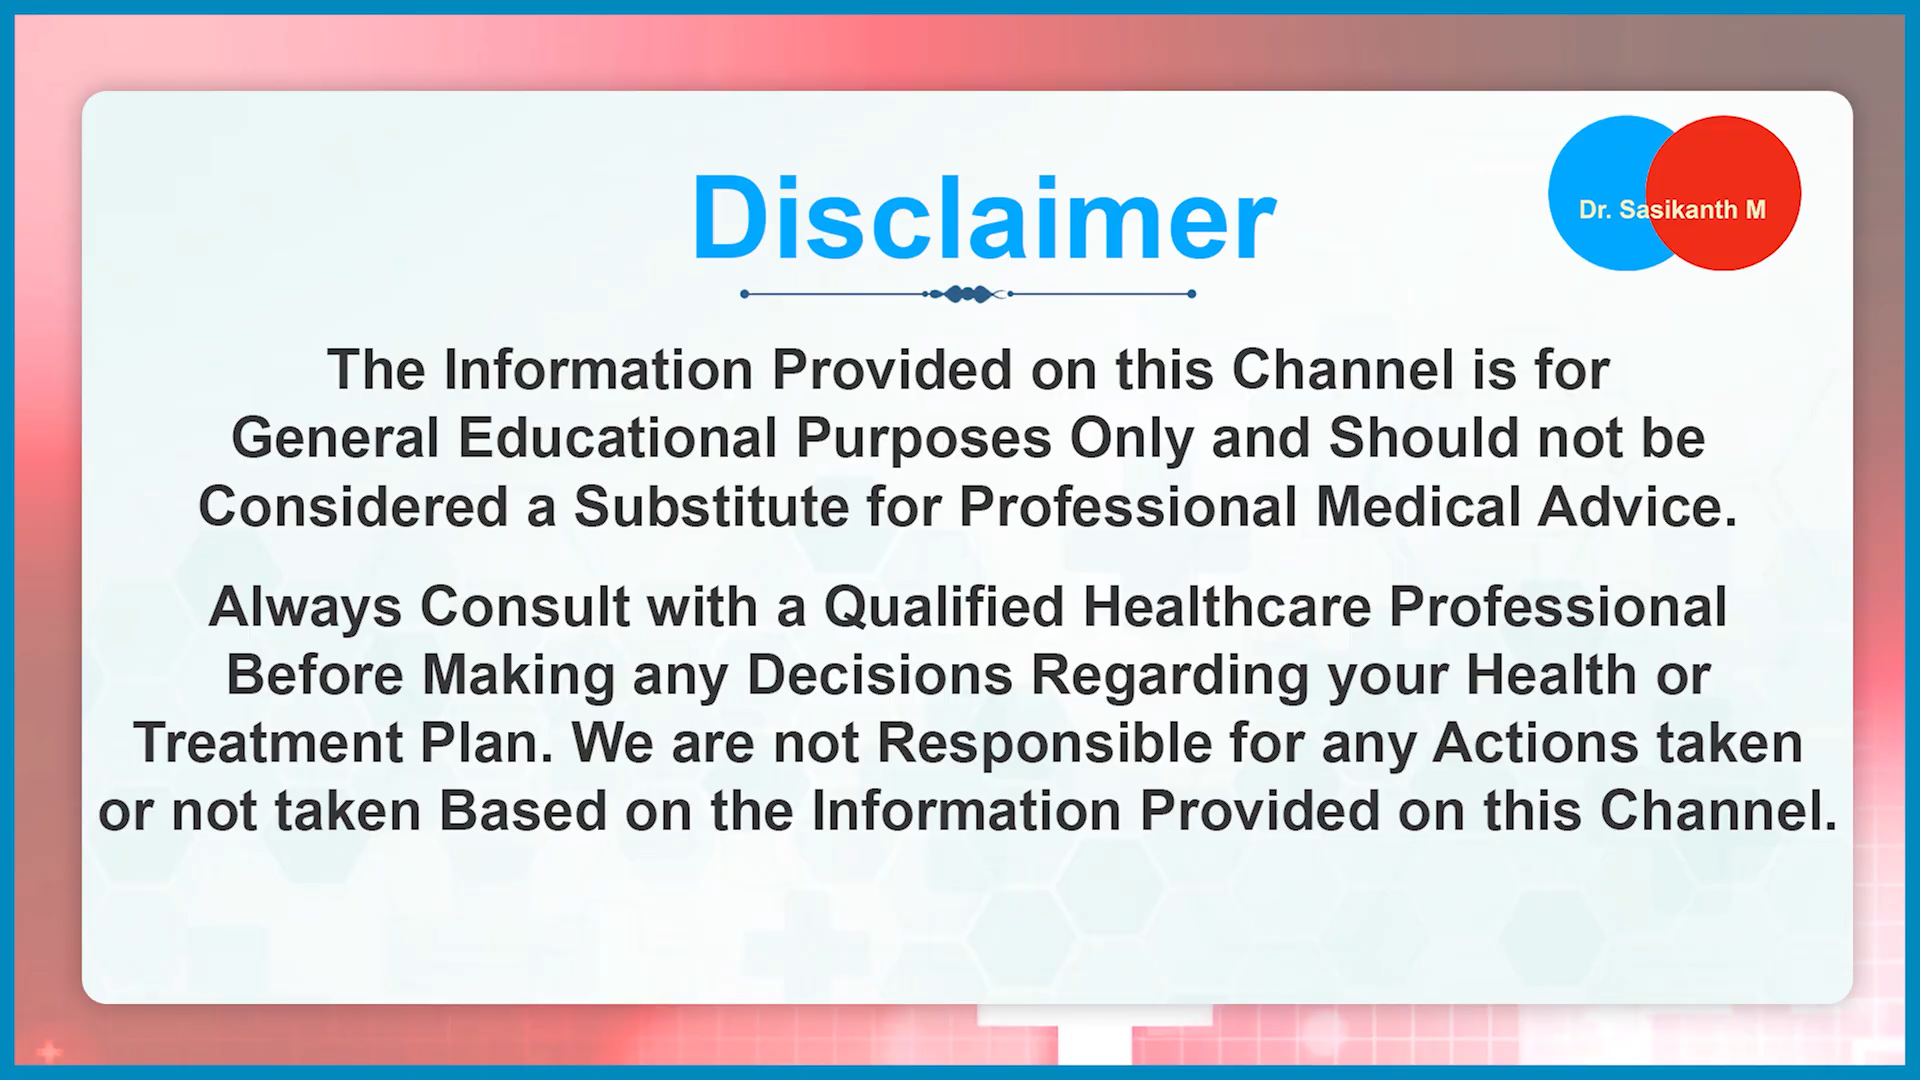 Disclaimer
Dr. Sasikanth M
The Information Provided on this Channel is for
General Educational Purposes Only and Should not be
Considered a Substitute for Professional Medical Advice.
Always Consult with a Qualified Healthcare Professional
Before Making any Decisions Regarding your Health or
Treatment Plan. We are not Responsible for any Actions taken
or not taken Based on the Information Provided on this Channel.